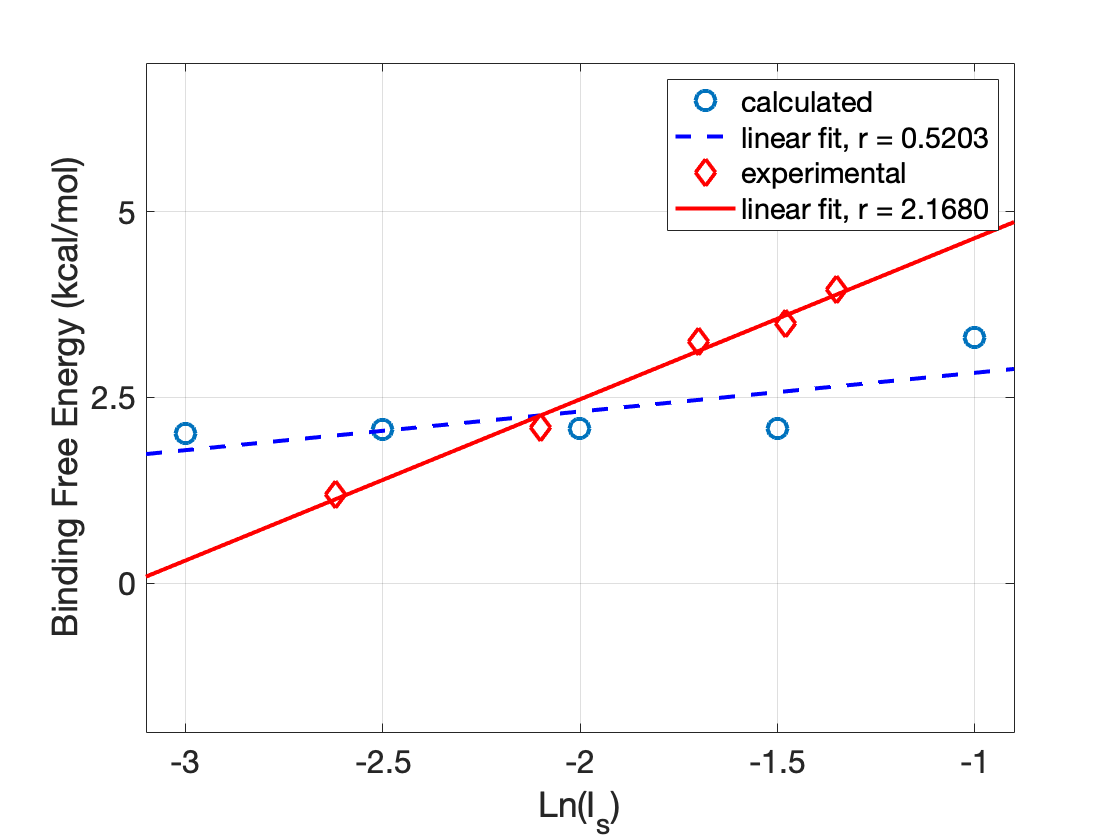 calculated
linear fit, r = 0.5203
experimental
linear fit, r = 2.1680
Binding Free Energy (kcal/mol)
5
2.5
0
-3
-2.5
-2
-1.5
-1
Ln(I_s)